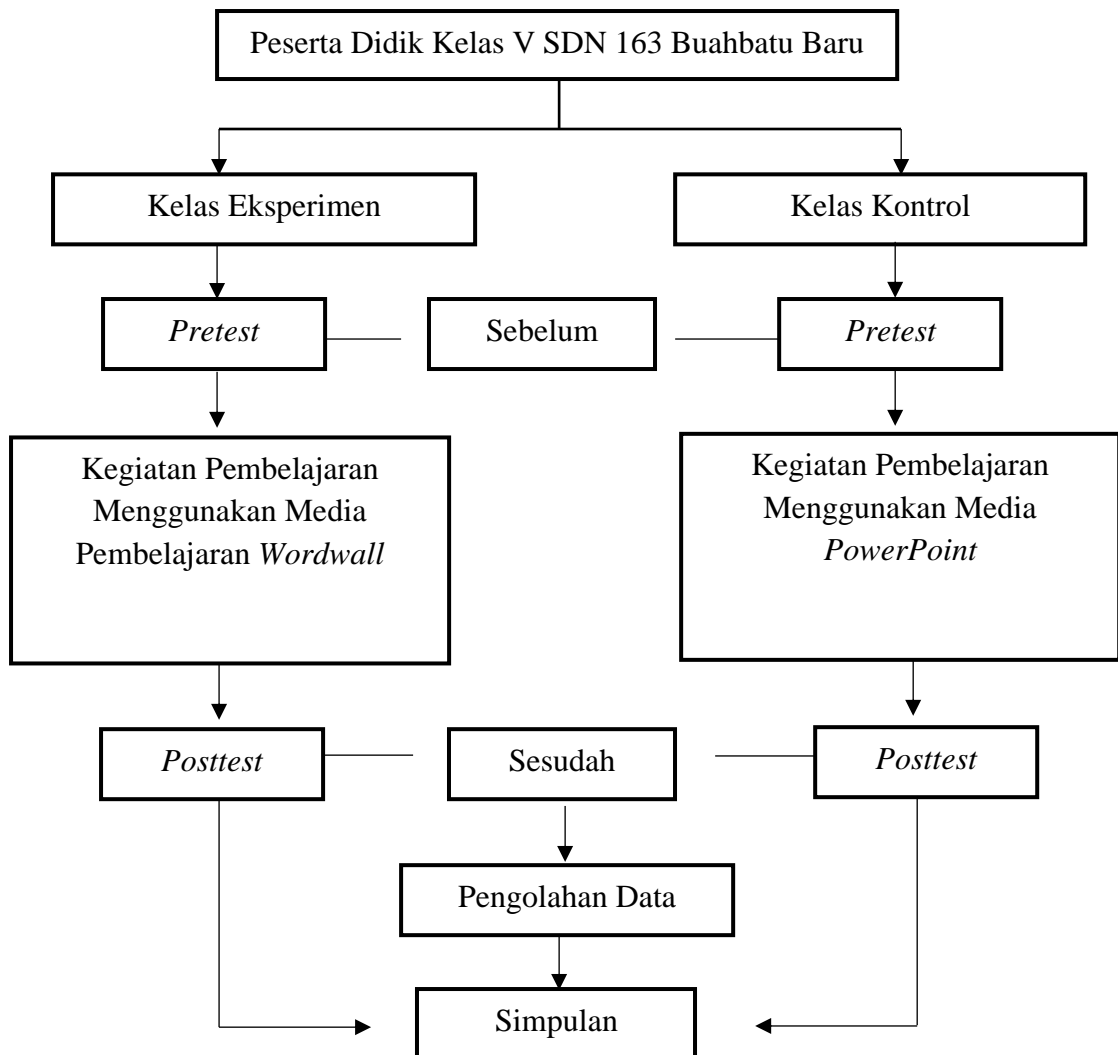 Peserta Didik Kelas V SDN 163 Buahbatu Baru
Kelas Eksperimen
Kelas Kontrol
Pretest
Sebelum
Pretest
Kegiatan Pembelajaran
Menggunakan Media
Pembelajaran Wordwall
Kegiatan Pembelajaran
Menggunakan Media
PowerPoint
Posttest
Sesudah
Posttest
Pengolahan Data
Simpulan